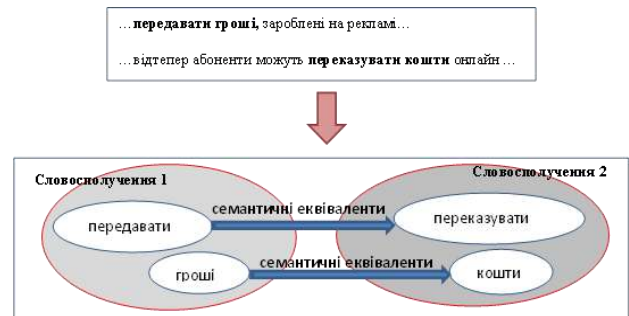 …передавати гроші, зароблені на рекламі…
…відтепер абоненти можуть переказувати кошти онлайн …
Словосполучення 1
Словосполучення 2
передавати
семантичні еквіваленти
переказувати
гроші
семантичні еквіваленти
кошти